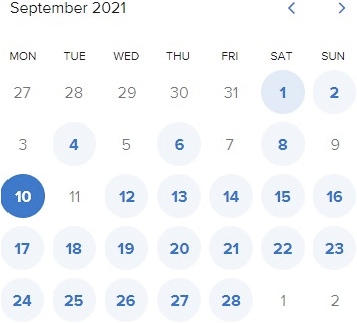 September 2021
MON TUE WED THU FRI SAT SUN
27 28 29 30 31 1 2
3 4 5 6 7 8 9
10 11 12 13 14 15 16
17 18 19 20 21 22 23
24 25 26 27 28 1 2